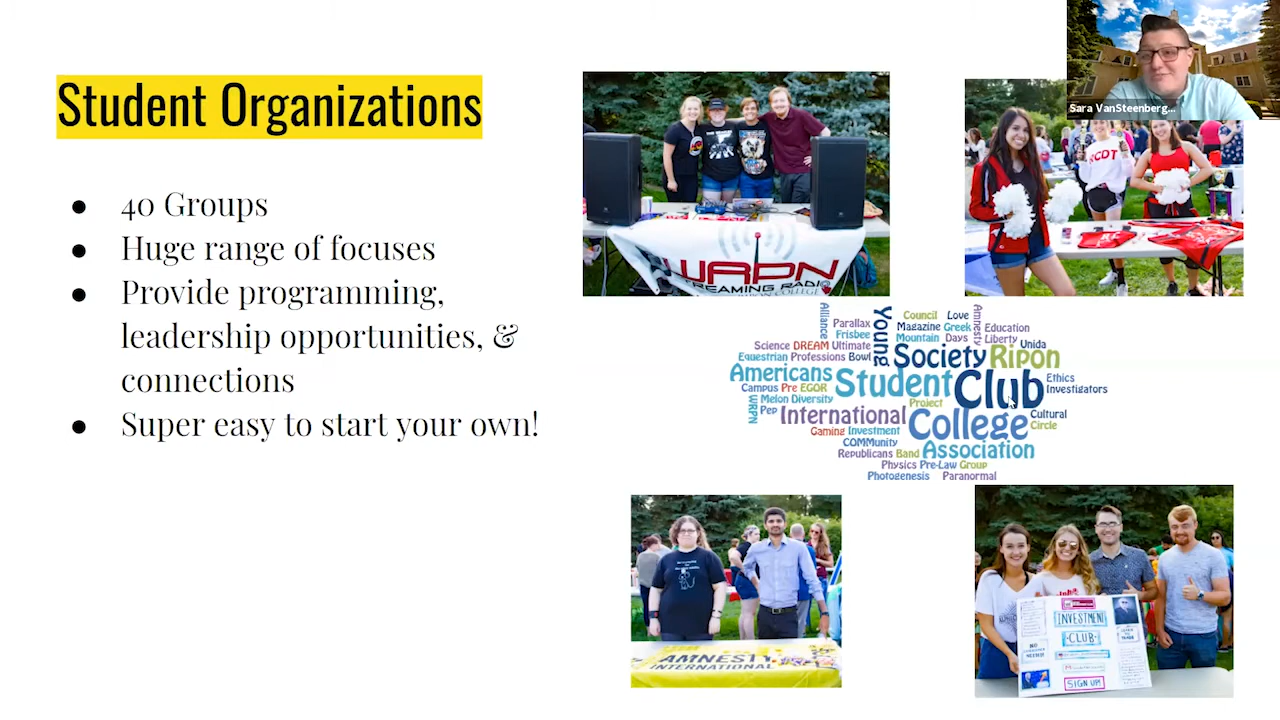 Student Organizations
40 Groups
Huge range of focuses
Provide programming,
leadership opportunities, &
connections
Super easy to start your own!
Sara VanSteenberg...
WRPN
STREAMING RADIO
RIPON COLLEGE
RCDT
Alliance
Parallax
Frisbee
Young
Council
Love
Magazine
Greek
Mountain
Days
Amnesty
Education
Liberty
Unida
Science DREAM Ultimate
Equestrian Professions Bowl
Society Ripon
Americans
Student Club
Ethics
Investigators
Campus Pre EGOR
WRPN
Melon Diversity
Project
Pep
International
College
Cultural
Circle
Gaming Investment
COMMunity
Association
Republicans Band
Physics Pre-Law Group
Photogenesis Paranormal
AMNESTY
INTERNATIONAL
INVESTMENT
CLUB
SIGN UP!